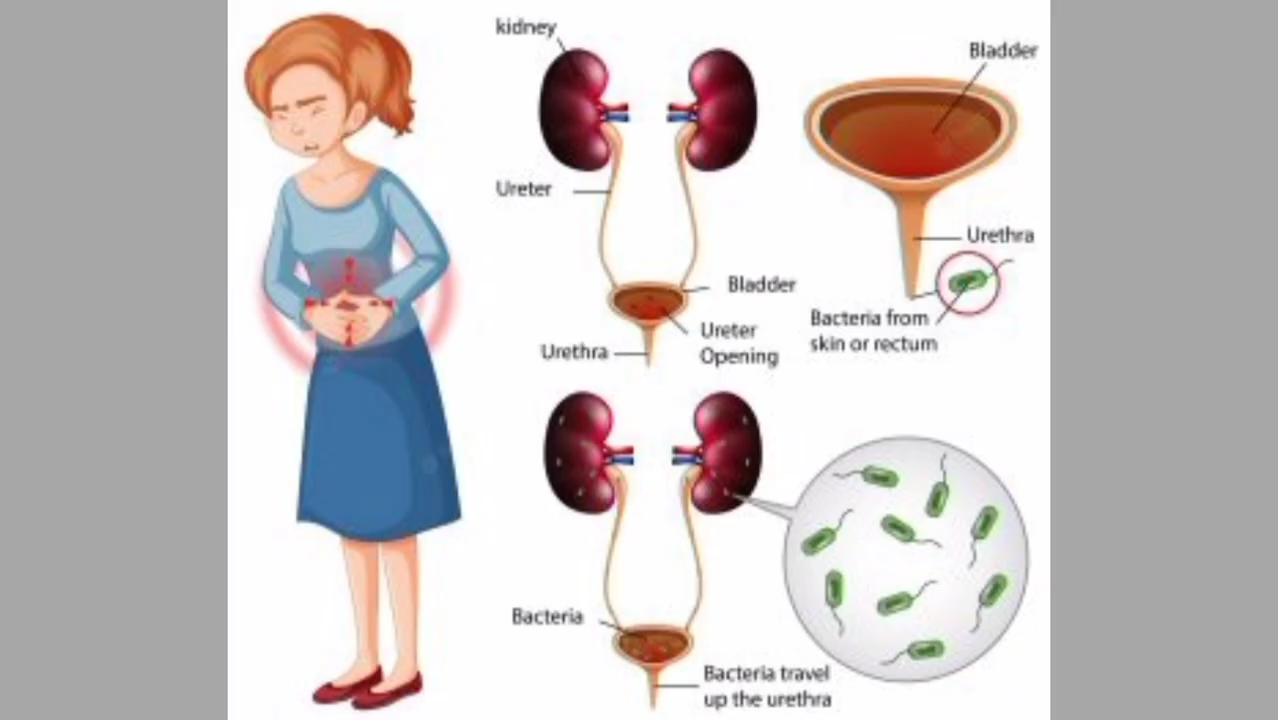 kidney
Ureter
Bladder
Ureter
Opening
Urethra
Bladder
Urethra
Bacteria from
skin or rectum
Bacteria
Bacteria travel
up the urethra